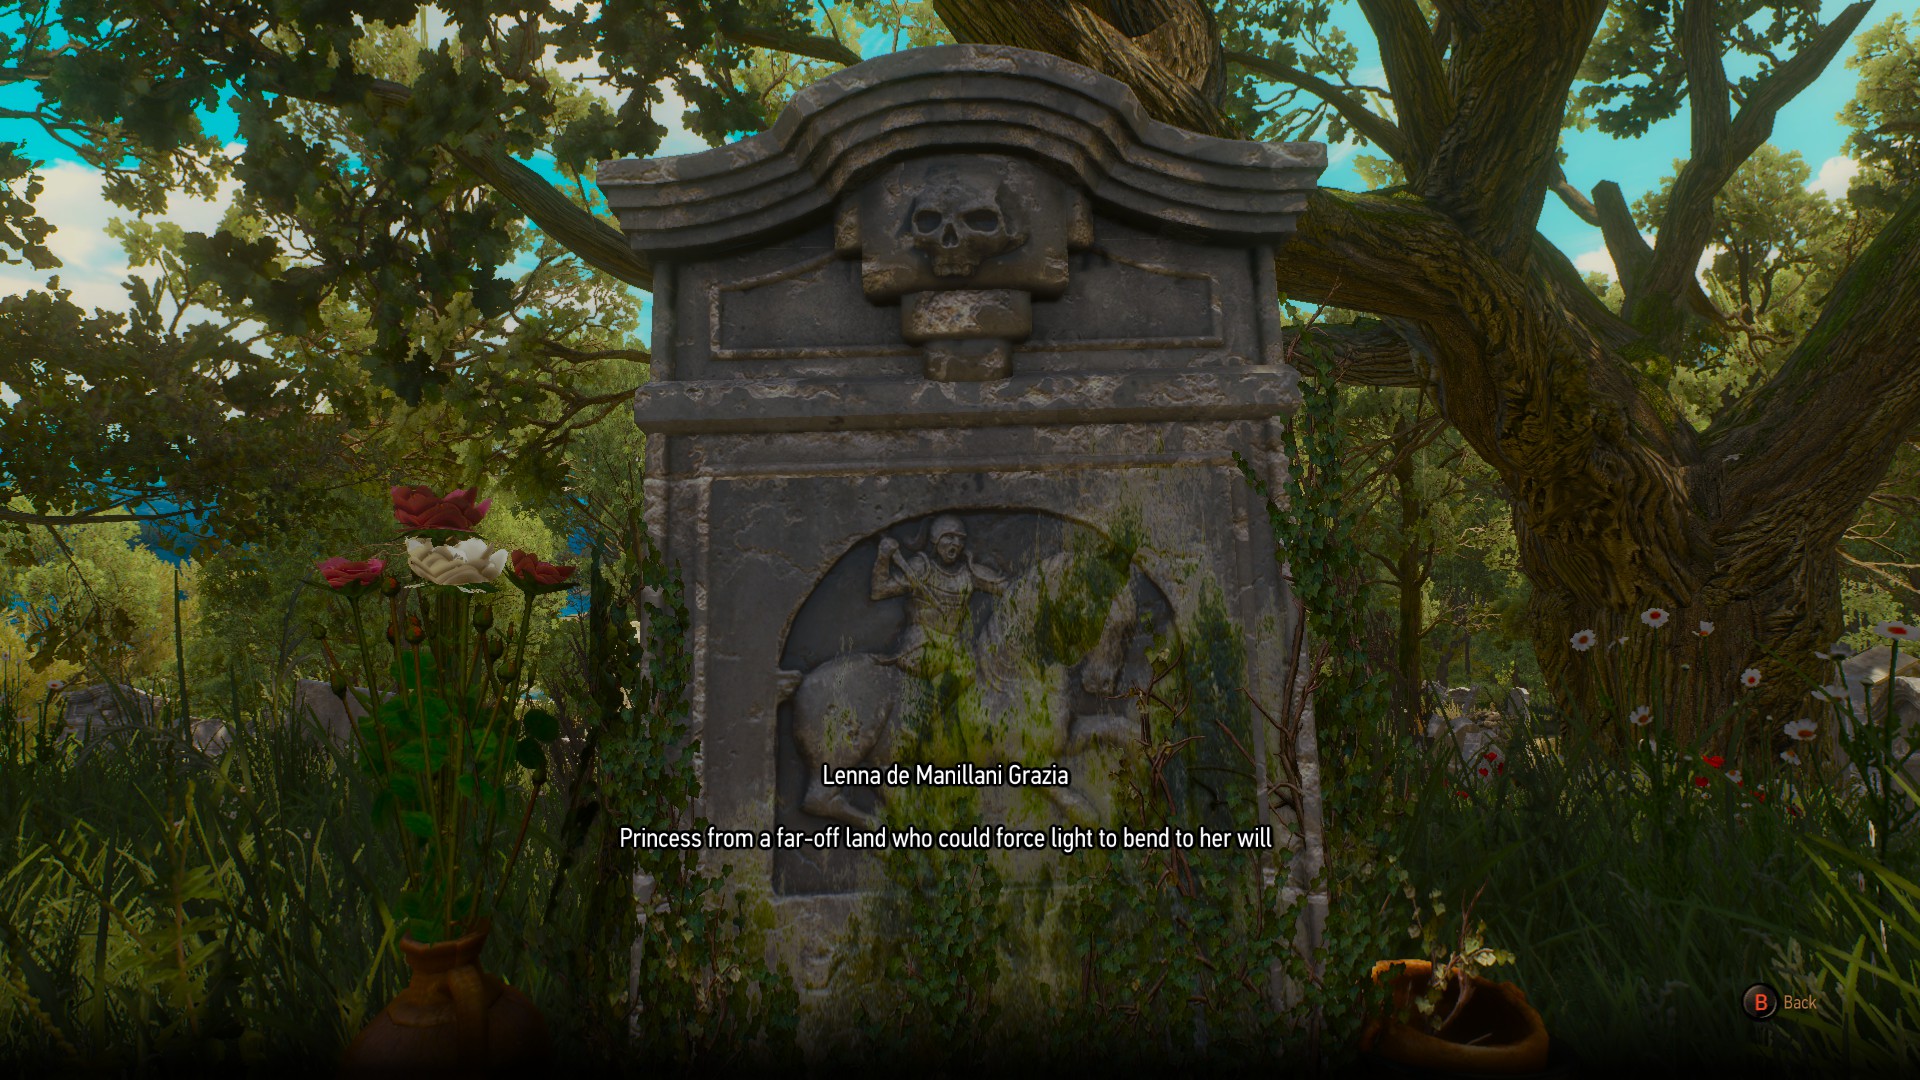 Lenna de Manillani Grazia
Princess from a far-off land who could force light to bend to her will
B Back